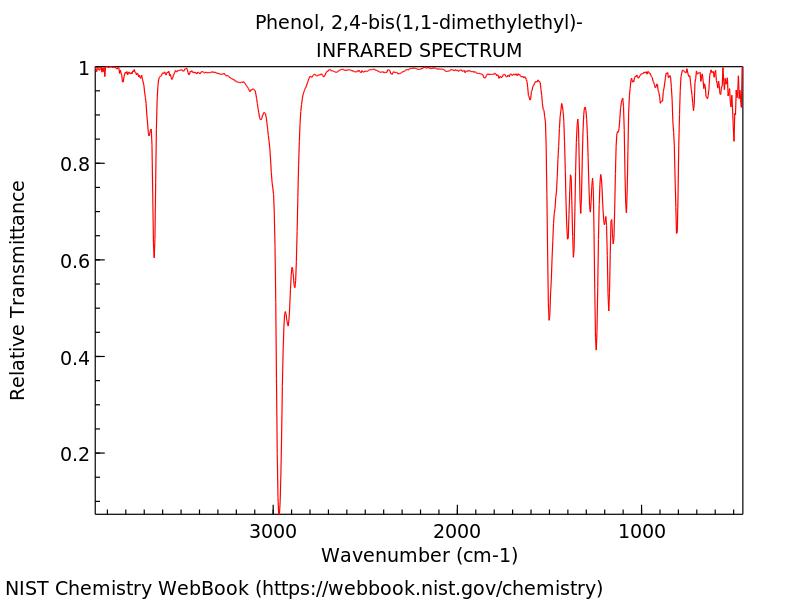 Phenol, 2,4-bis(1,1-dimethylethyl)-
INFRARED SPECTRUM
1
0.8
0.6
0.4
0.2
Relative Transmittance
3000 2000 1000
Wavenumber (cm-1)
NIST Chemistry WebBook (https://webbook.nist.gov/chemistry)